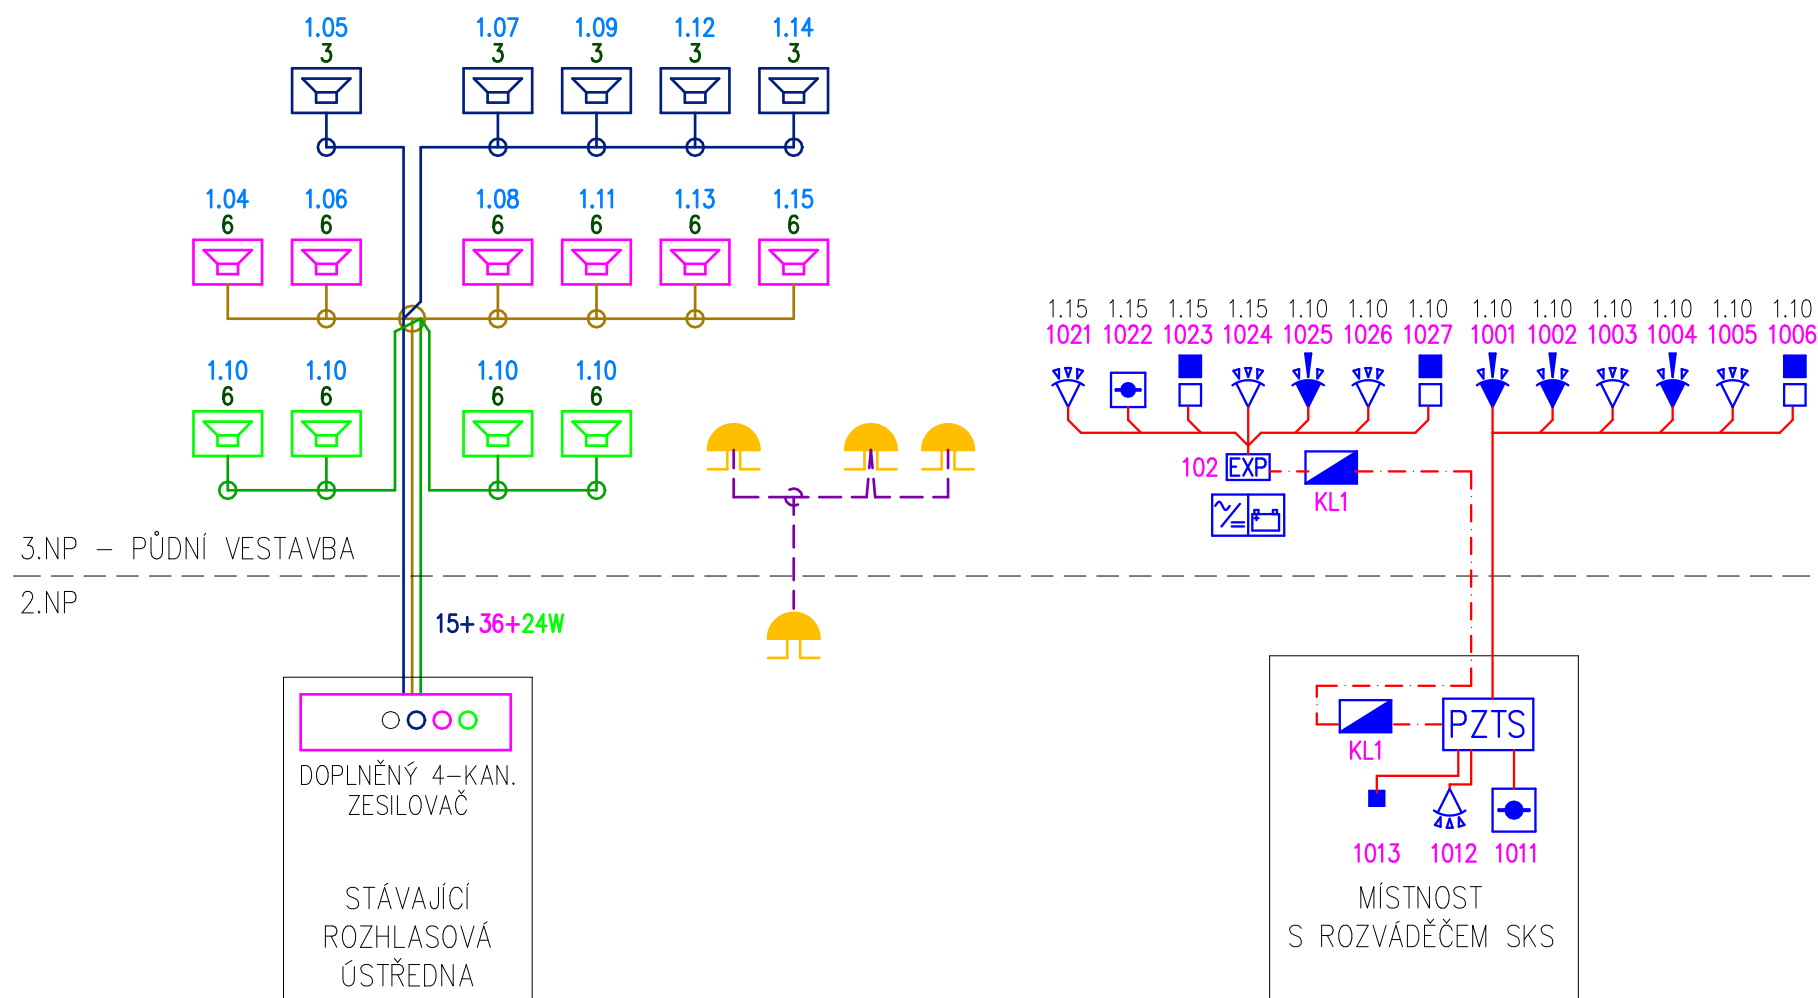 1.05 1.07 1.09 1.12 1.14
3 3 3 3 3
1.04 1.06 1.08 1.11 1.13 1.15
6 6 6 6 6 6
1.10 1.10 1.10 1.10
6 6 6 6
1.15 1.15 1.15 1.15 1.10 1.10 1.10 1.10 1.10 1.10 1.10 1.10 1.10
1021 1022 1023 1024 1025 1026 1027 1001 1002 1003 1004 1005 1006
102 EXP
KL1
3.NP – PŮDNÍ VESTAVBA
2.NP
15+36+24W
DOPLNĚNÝ 4–KAN.
ZESILOVAČ
STÁVAJÍCÍ
ROZHLASOVÁ
ÚSTŘEDNA
PZTS
KL1
1013 1012 1011
MÍSTNOST
S ROZVÁDĚČEM SKS